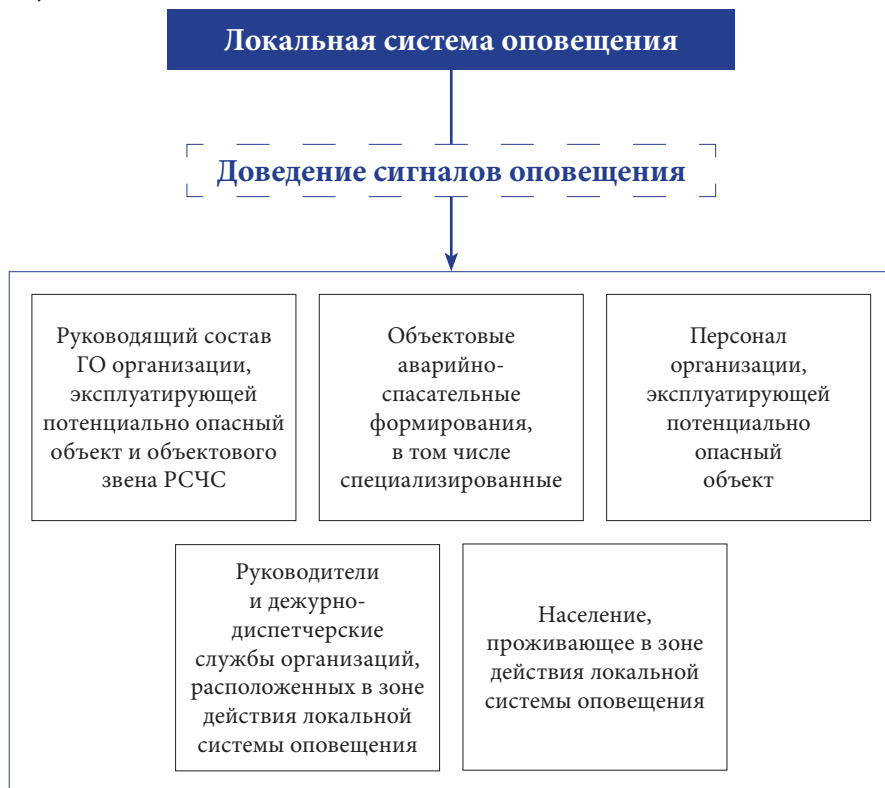 Локальная система оповещения
Доведение сигналов оповещения
Руководящий состав
ГО организации,
эксплуатирующей
потенциально опасный
объект и объектового
звена РСЧС
Объектовые
аварийно-
спасательные
формирования,
в том числе
специализированные
Персонал
организации,
эксплуатирующей
потенциально
опасный
объект
Руководители
и дежурно-
диспетчерские
службы организаций,
расположенных в зоне
действия локальной
системы оповещения
Население,
проживающее в зоне
действия локальной
системы оповещения